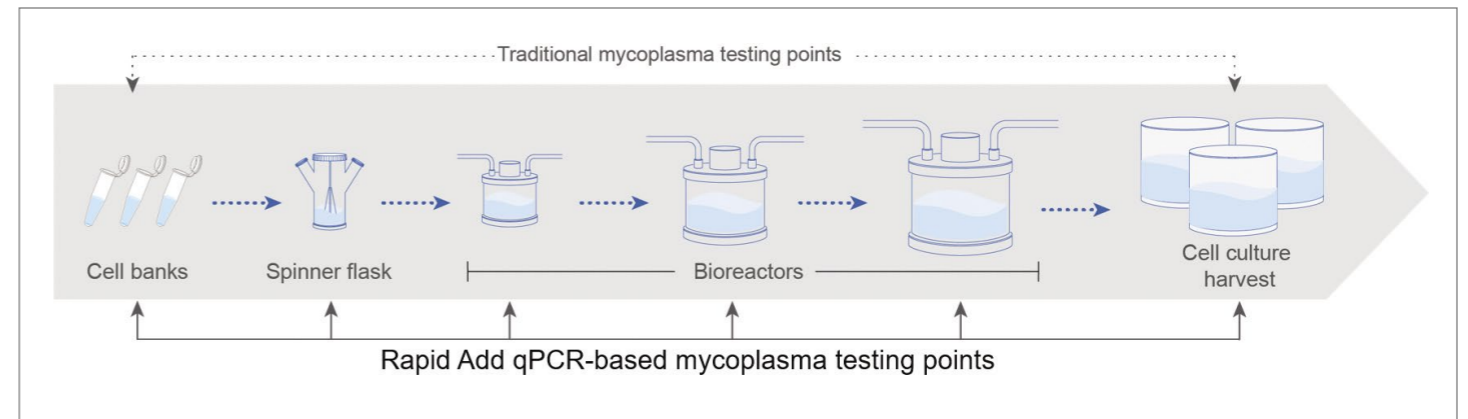 Traditional mycoplasma testing points
Cell banks
Spinner flask
Bioreactors
Cell culture
harvest
Rapid Add qPCR-based mycoplasma testing points